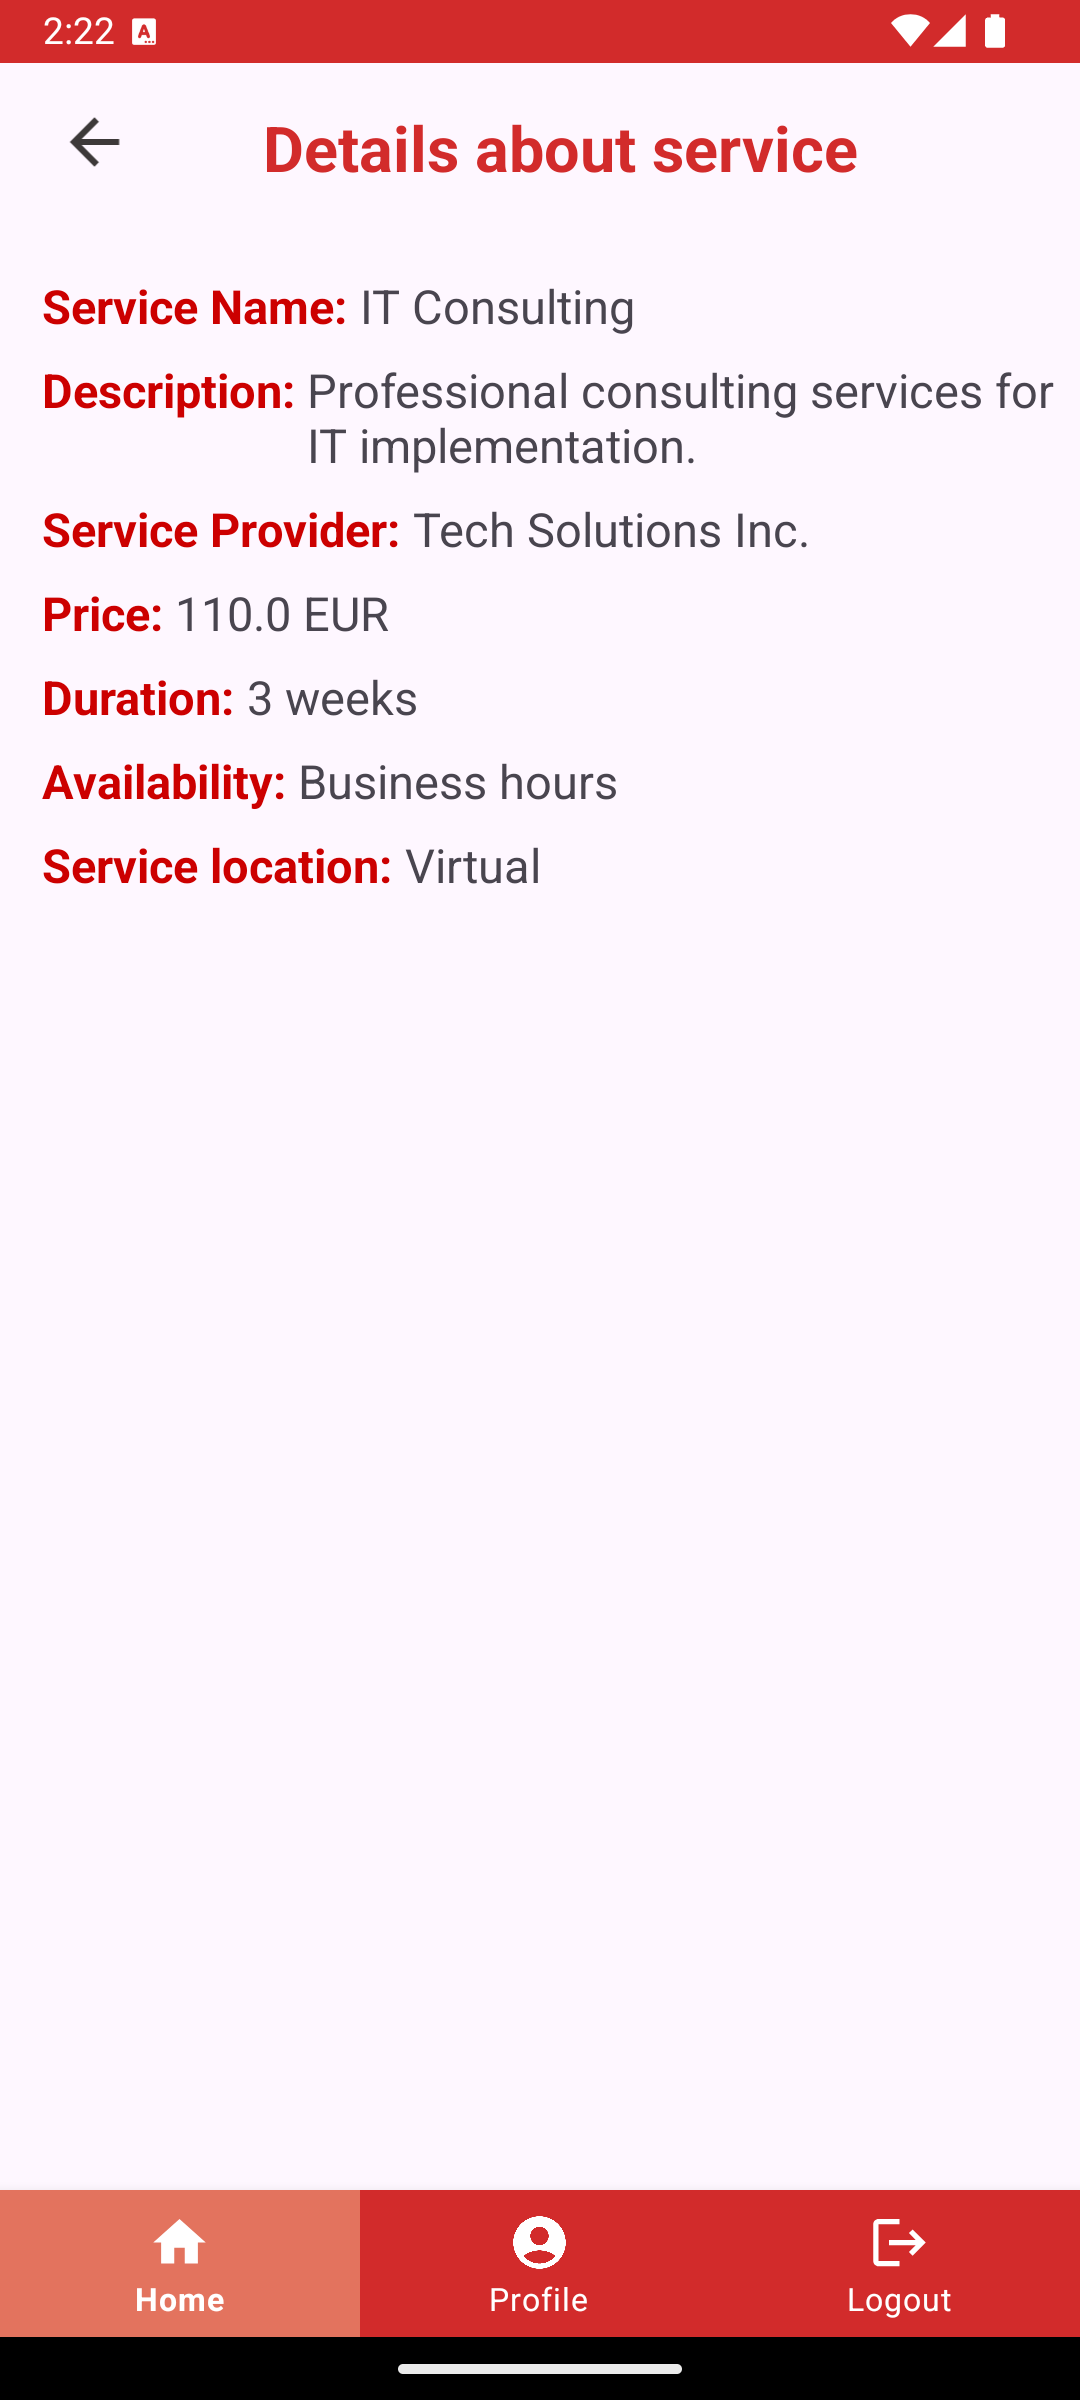 2:22
Details about service
Service Name: IT Consulting
Description: Professional consulting services for
IT implementation.
Service Provider: Tech Solutions Inc.
Price: 110.0 EUR
Duration: 3 weeks
Availability: Business hours
Service location: Virtual
Home Profile Logout